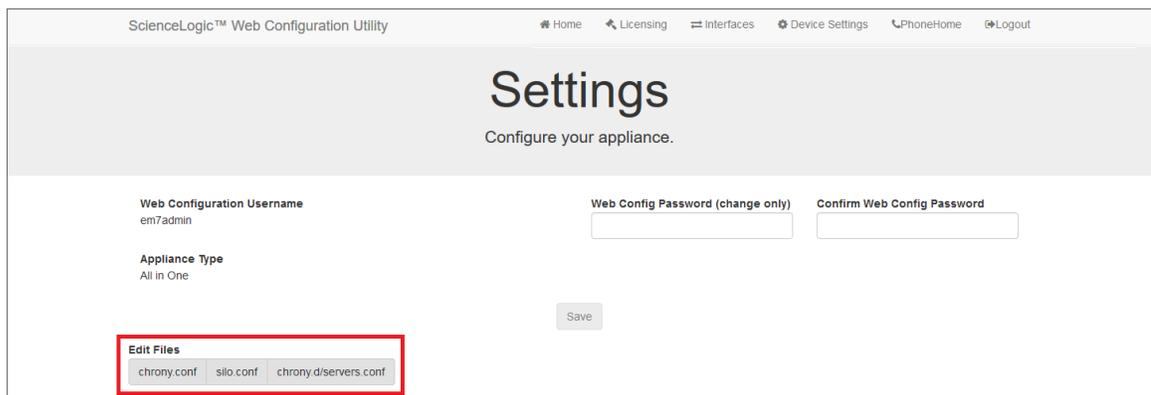 ScienceLogic™ Web Configuration Utility Home Licensing Interfaces Device Settings PhoneHome Logout
Settings
Configure your appliance.
Web Configuration Username
em7admin
Web Config Password (change only) Confirm Web Config Password
Appliance Type
All in One
Save
Edit Files
chrony.conf silo.conf chrony.d/servers.conf